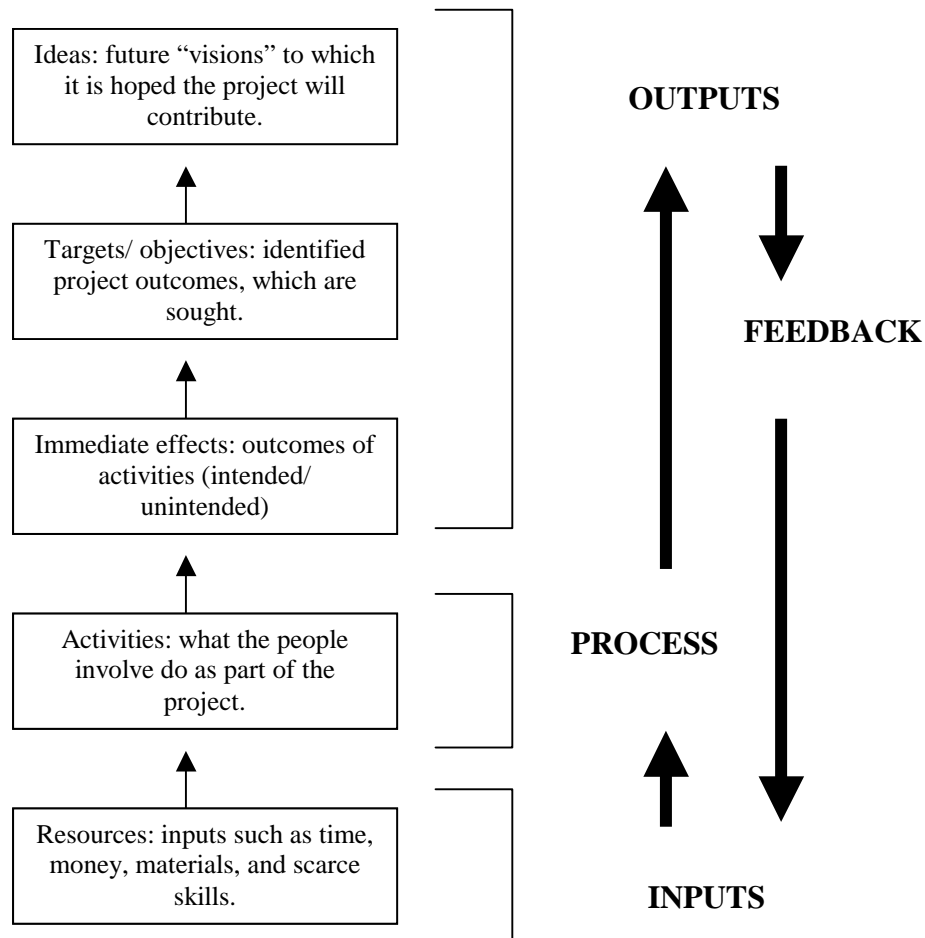 Ideas: future “visions” to which
it is hoped the project will
contribute.
OUTPUTS
Targets/ objectives: identified
project outcomes, which are
sought.
FEEDBACK
Immediate effects: outcomes of
activities (intended/
unintended)
Activities: what the people
involve do as part of the
project.
PROCESS
Resources: inputs such as time,
money, materials, and scarce
skills.
INPUTS